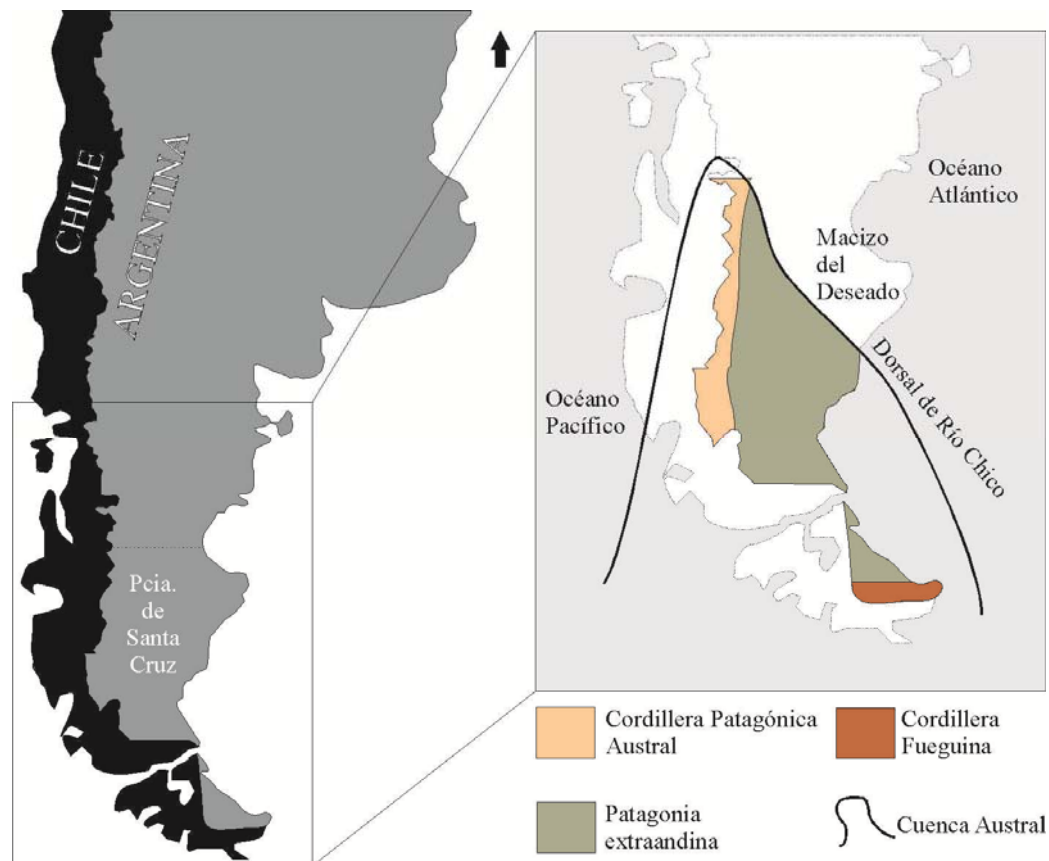 CHILE
ARGENTINA
Pcia.
de
Santa
Cruz
Océano
Atlántico
Macizo
del
Deseado
Dorsal de Río Chico
Océano
Pacífico
Cordillera Patagónica
Austral
Cordillera
Fueguina
Patagonia
extraandina
Cuenca Austral